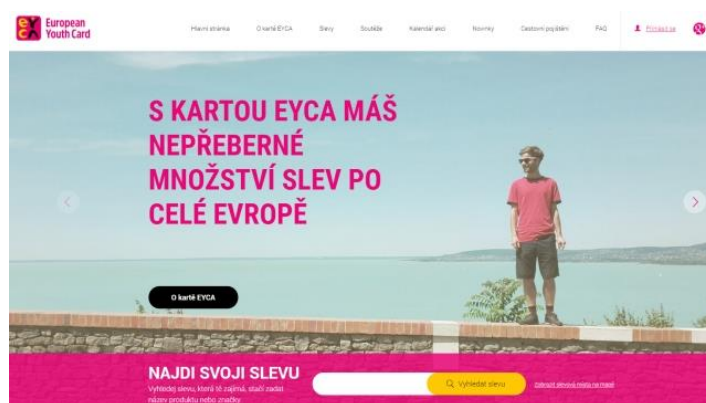 European
Youth Card
Hlavní stránka
O kartě EYCA
Slevy
Soutěže
Kalendář akcí
Novinky
Cestovní pojištění
FAQ
Přihlásit se
S KARTOU EYCA MÁŠ
NEPŘEBERNÉ
MNOŽSTVÍ SLEV PO
CELÉ EVROPĚ
O kartě EYCA
NAJDI SVOJI SLEVU
Vyhledej slevu, která tě zajímá, stačí zadat
název produktu nebo značky.
Vyhledat slevu
Zobrazit slevová místa na mapě